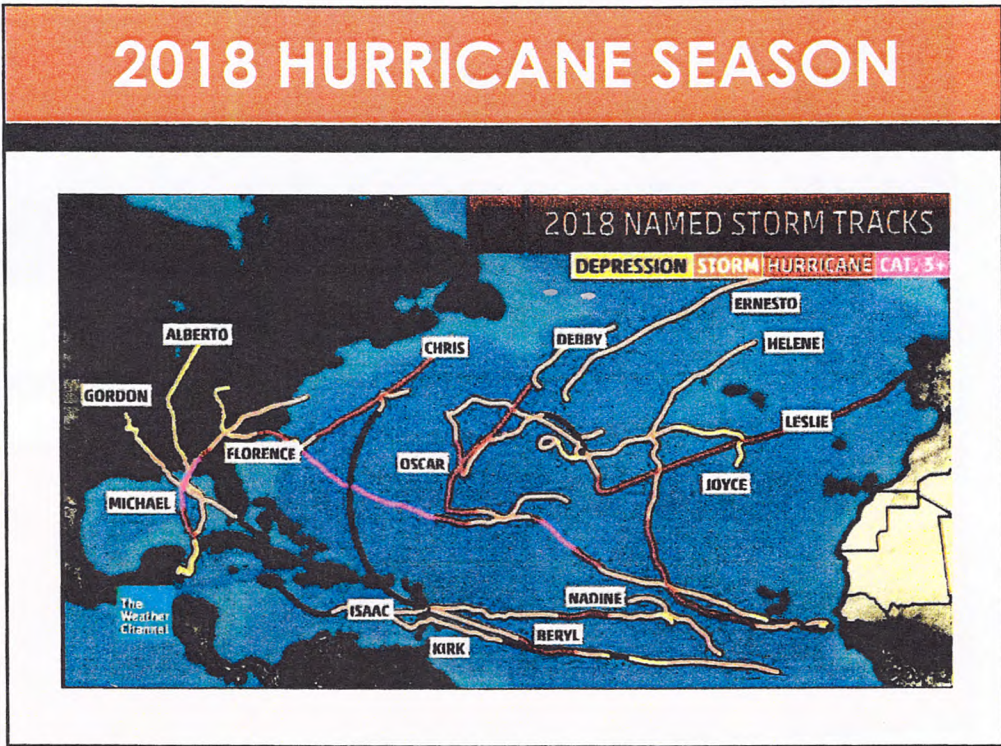 2018 HURRICANE SEASON
2018 NAMED STORM TRACKS
DEPRESSION STORM HURRICANE CAT. 3+
ERNESTO
ALBERTO
DEBBY
HELENE
CHRIS
GORDON
LESLIE
FLORENCE
OSCAR
JOYCE
MICHAEL
NADINE
The
Weather
Channel
ISAAC
BERYL
KIRK